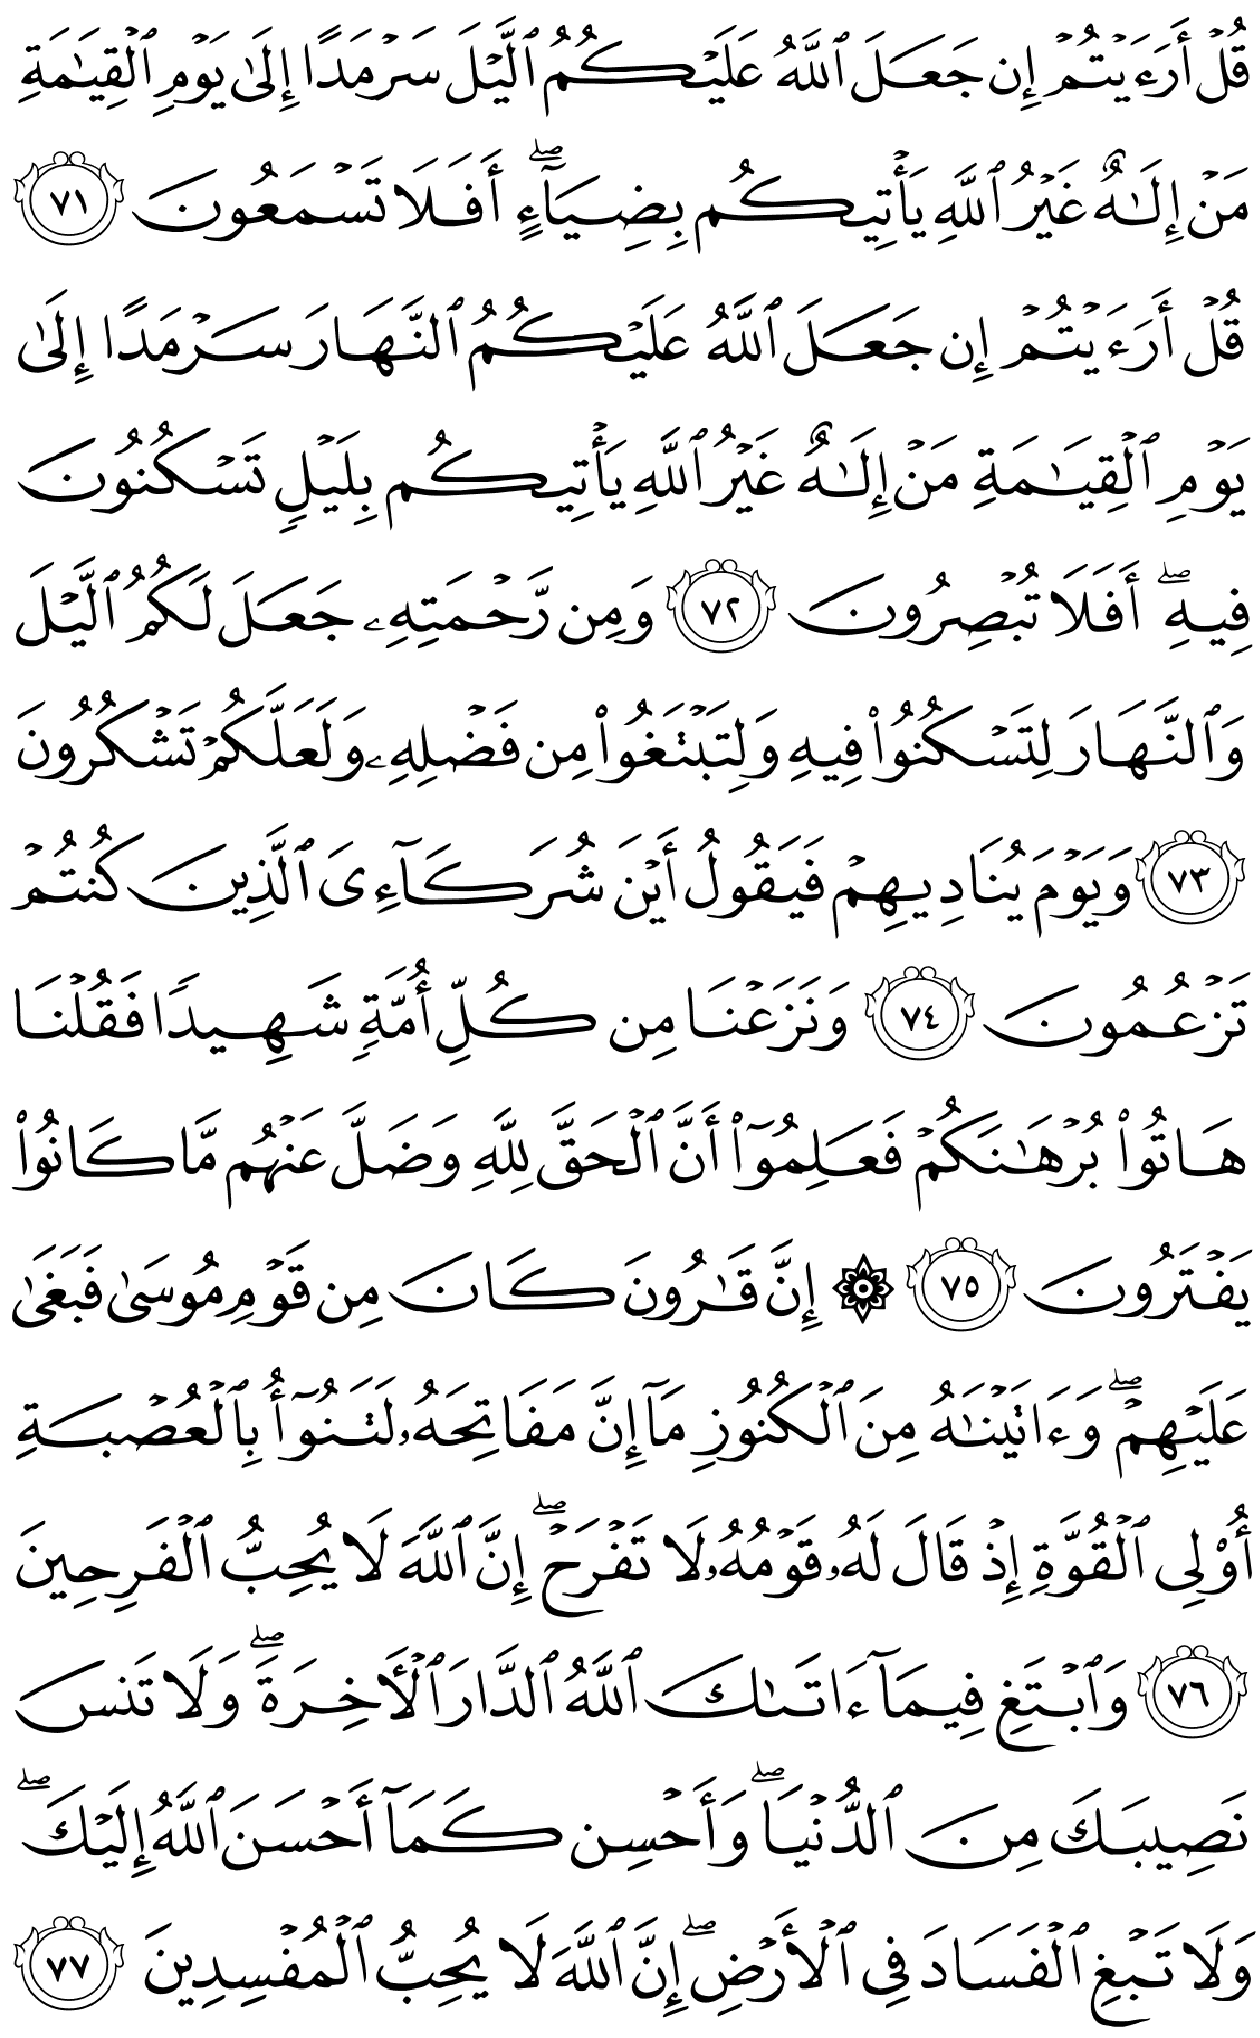 قُلْ أَرَءَيْتُمْ إِن جَعَلَ ٱللَّهُ عَلَيْكُمُ ٱلَّيْلَ سَرْمَدًا إِلَىٰ يَوْمِ ٱلْقِيَٰمَةِ
مَنْ إِلَٰهٌ غَيْرُ ٱللَّهِ يَأْتِيكُم بِضِيَآءٍ ۖ أَفَلَا تَسْمَعُونَ ٧١
قُلْ أَرَءَيْتُمْ إِن جَعَلَ ٱللَّهُ عَلَيْكُمُ ٱلنَّهَارَ سَرْمَدًا إِلَىٰ
يَوْمِ ٱلْقِيَٰمَةِ مَنْ إِلَٰهٌ غَيْرُ ٱللَّهِ يَأْتِيكُم بِلَيْلٍ تَسْكُنُونَ
فِيهِ ۖ أَفَلَا تُبْصِرُونَ ٧٢ وَمِن رَّحْمَتِهِۦ جَعَلَ لَكُمُ ٱلَّيْلَ
وَٱلنَّهَارَ لِتَسْكُنُوا۟ فِيهِ وَلِتَبْتَغُوا۟ مِن فَضْلِهِۦ وَلَعَلَّكُمْ تَشْكُرُونَ
٧٣ وَيَوْمَ يُنَادِيهِمْ فَيَقُولُ أَيْنَ شُرَكَآءِىَ ٱلَّذِينَ كُنتُمْ
تَزْعُمُونَ ٧٤ وَنَزَعْنَا مِن كُلِّ أُمَّةٍ شَهِيدًا فَقُلْنَا
هَاتُوا۟ بُرْهَٰنَكُمْ فَعَلِمُوٓا۟ أَنَّ ٱلْحَقَّ لِلَّهِ وَضَلَّ عَنْهُم مَّا كَانُوا۟
يَفْتَرُونَ ٧٥ ۞ إِنَّ قَٰرُونَ كَانَ مِن قَوْمِ مُوسَىٰ فَبَغَىٰ
عَلَيْهِمْ ۖ وَءَاتَيْنَٰهُ مِنَ ٱلْكُنُوزِ مَآ إِنَّ مَفَاتِحَهُۥ لَتَنُوٓأُ بِٱلْعُصْبَةِ
أُو۟لِى ٱلْقُوَّةِ إِذْ قَالَ لَهُۥ قَوْمُهُۥ لَا تَفْرَحْ ۖ إِنَّ ٱللَّهَ لَا يُحِبُّ ٱلْفَرِحِينَ
٧٦ وَٱبْتَغِ فِيمَآ ءَاتَىٰكَ ٱللَّهُ ٱلدَّارَ ٱلْءَاخِرَةَ ۖ وَلَا تَنسَ
نَصِيبَكَ مِنَ ٱلدُّنْيَا ۖ وَأَحْسِن كَمَآ أَحْسَنَ ٱللَّهُ إِلَيْكَ ۖ
وَلَا تَبْغِ ٱلْفَسَادَ فِى ٱلْأَرْضِ ۖ إِنَّ ٱللَّهَ لَا يُحِبُّ ٱلْمُفْسِدِينَ ٧٧